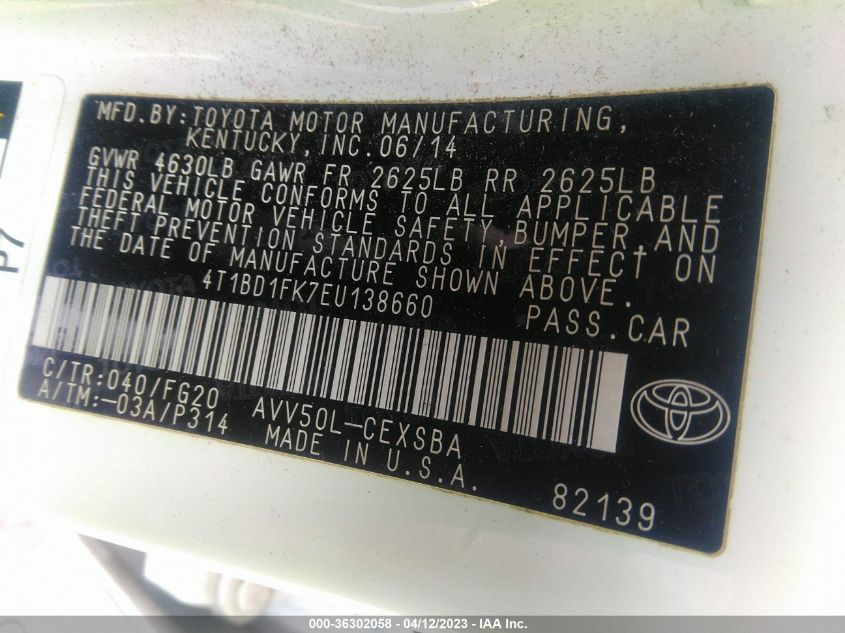 MFD.BY:TOYOTA MOTOR MANUFACTURING,
KENTUCKY, INC. 06/14
GVWR 4630LB GAWR FR 2625LB RR 2625LB
THIS VEHICLE CONFORMS TO ALL APPLICABLE
FEDERAL MOTOR VEHICLE SAFETY, BUMPER, AND
THEFT PREVENTION STANDARDS IN EFFECT ON
THE DATE OF MANUFACTURE SHOWN ABOVE.
4T1BD1FK7EU138660 PASS.CAR
C/TR:040/FG20 AVV50L-CEXSBA
A/TM:-03A/P314 MADE IN U.S.A.
82139
P7
000-36302058 - 04/12/2023 - IAA Inc.